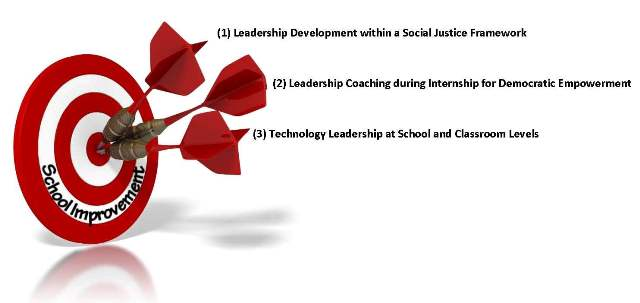 (1) Leadership Development within a Social Justice Framework
(2) Leadership Coaching during Internship for Democratic Empowerment
(3) Technology Leadership at School and Classroom Levels
School Improvement